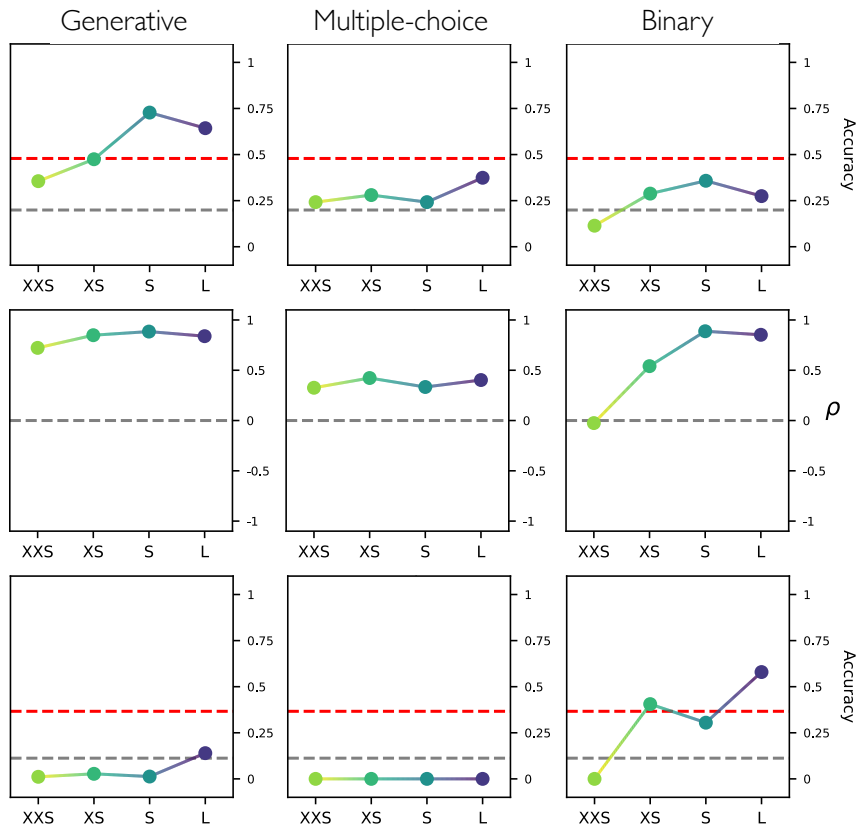 Generative Multiple-choice Binary
1 1 1
0.75 0.75 0.75
0.5 0.5 0.5
0.25 0.25 0.25
0 0 0
Accuracy
XXS XS S L XXS XS S L XXS XS S L
1 1 1
0.5 0.5 0.5
0 0 0
ρ
-0.5 -0.5 -0.5
-1 -1 -1
XXS XS S L XXS XS S L XXS XS S L
1 1 1
0.75 0.75 0.75
0.5 0.5 0.5
0.25 0.25 0.25
0 0 0
Accuracy
XXS XS S L XXS XS S L XXS XS S L